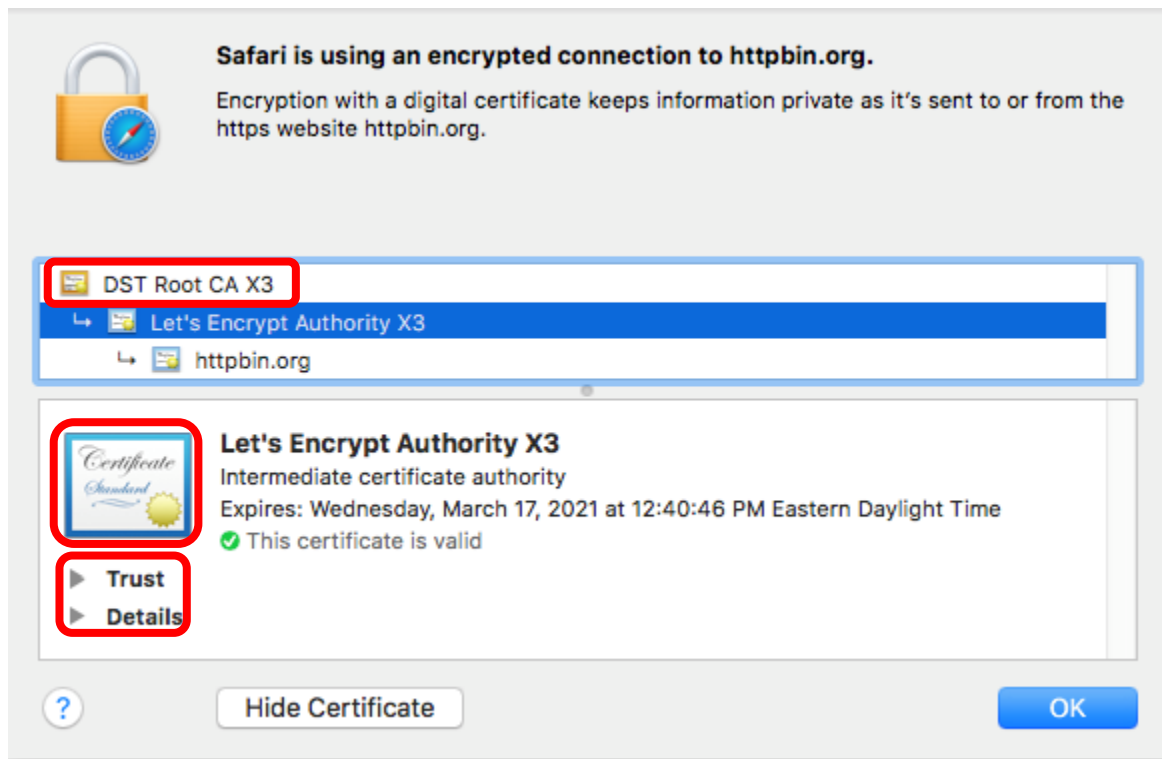 Safari is using an encrypted connection to httpbin.org.
Encryption with a digital certificate keeps information private as it's sent to or from the
https website httpbin.org.
DST Root CA X3
Let's Encrypt Authority X3
httpbin.org
Certificate
Standard
Let's Encrypt Authority X3
Intermediate certificate authority
Expires: Wednesday, March 17, 2021 at 12:40:46 PM Eastern Daylight Time
This certificate is valid
Trust
Details
?
Hide Certificate
OK